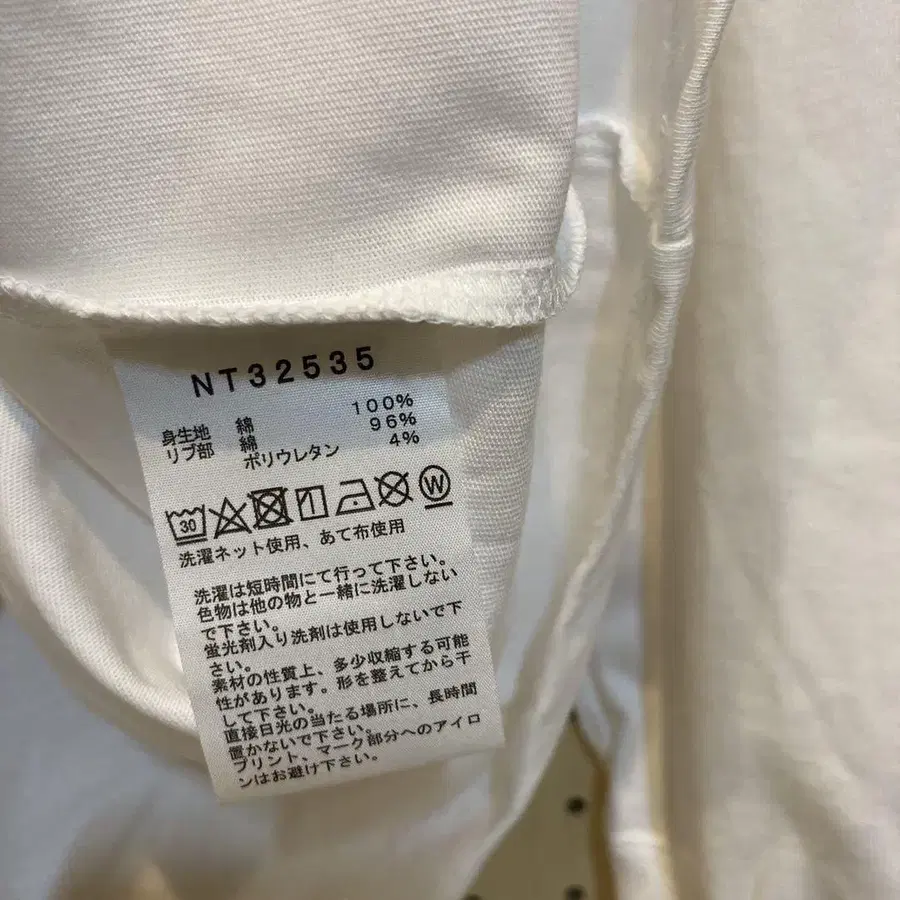 NT32535
身生地 綿 100%
リブ部 綿 96%
ポリウレタン 4%
30 W
洗濯ネット使用、あて布使用
洗濯は短時間にて行って下さい。
色物は他の物と一緒に洗濯しない
で下さい。
蛍光剤入り洗剤は使用しないで下
さい。
素材の性質上、多少収縮する可能
性があります。形を整えてから干
して下さい。
直接日光の当たる場所に、長時間
置かないで下さい。
プリント、マーク部分へのアイロ
ンはお避け下さい。